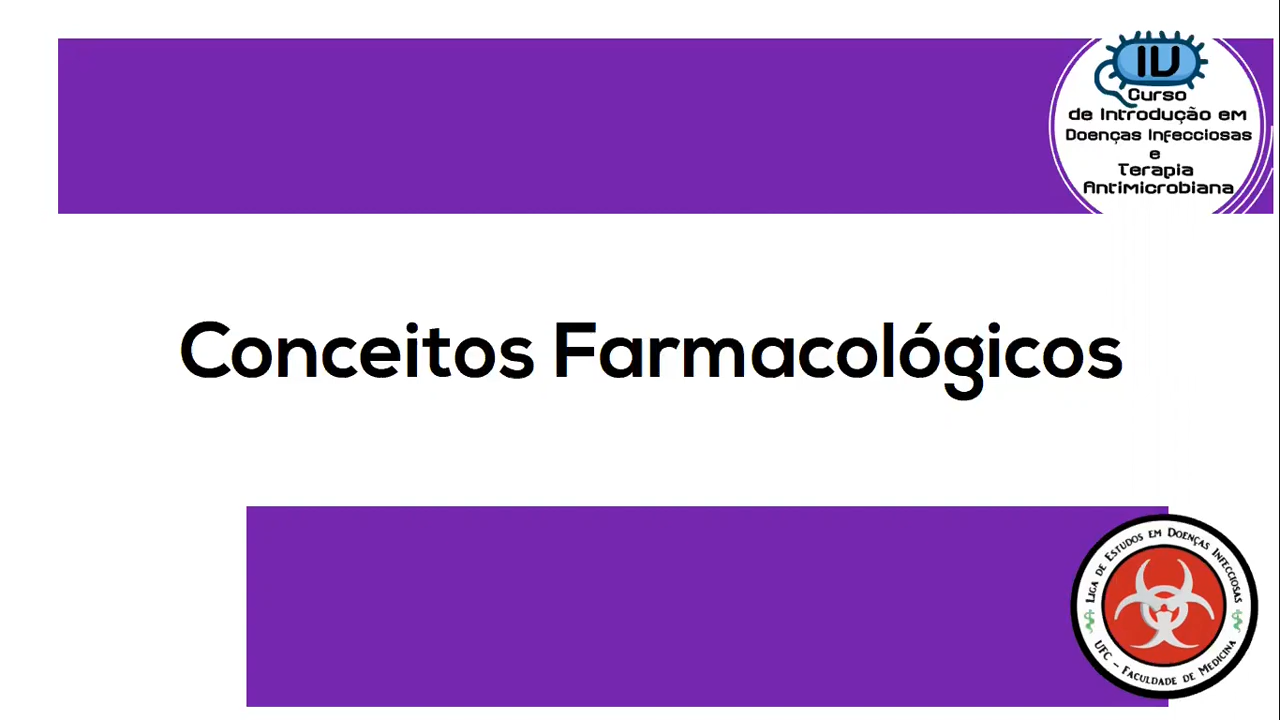 IV
Curso
de Introdução em
Doenças Infecciosas
e
Terapia
Antimicrobiana
Conceitos Farmacológicos
Liga de Estudos em Doenças Infecciosas
UFC - Faculdade de Medicina